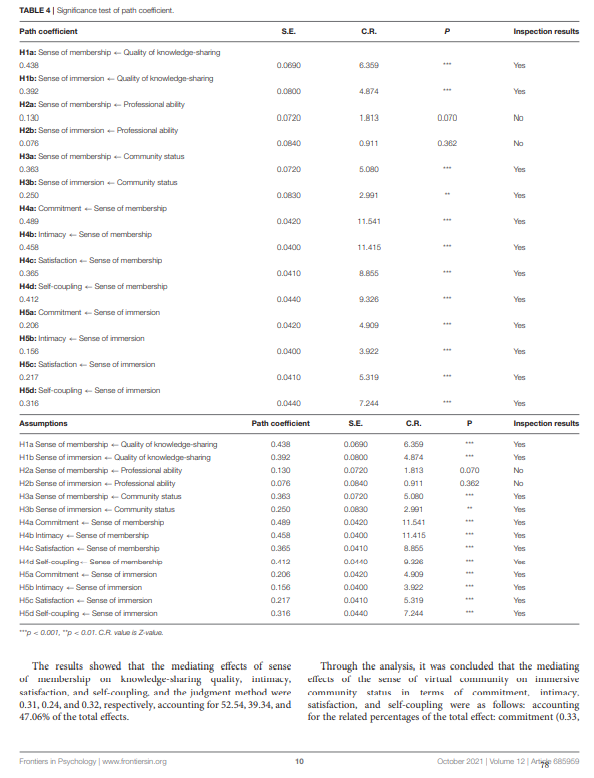 TABLE 4 | Significance test of path coefficient.
Path coefficient S.E. C.R. P Inspection results
H1a: Sense of membership ← Quality of knowledge-sharing
0.438 0.0690 6.359 *** Yes
H1b: Sense of immersion ← Quality of knowledge-sharing
0.392 0.0800 4.874 *** Yes
H2a: Sense of membership ← Professional ability
0.130 0.0720 1.813 0.070 No
H2b: Sense of immersion ← Professional ability
0.076 0.0840 0.911 0.362 No
H3a: Sense of membership ← Community status
0.363 0.0720 5.080 *** Yes
H3b: Sense of immersion ← Community status
0.250 0.0830 2.991 ** Yes
H4a: Commitment ← Sense of membership
0.489 0.0420 11.541 *** Yes
H4b: Intimacy ← Sense of membership
0.458 0.0400 11.415 *** Yes
H4c: Satisfaction ← Sense of membership
0.365 0.0410 8.855 *** Yes
H4d: Self-coupling ← Sense of membership
0.412 0.0440 9.326 *** Yes
H5a: Commitment ← Sense of immersion
0.206 0.0420 4.909 *** Yes
H5b: Intimacy ← Sense of immersion
0.156 0.0400 3.922 *** Yes
H5c: Satisfaction ← Sense of immersion
0.217 0.0410 5.319 *** Yes
H5d: Self-coupling ← Sense of immersion
0.316 0.0440 7.244 *** Yes
Assumptions Path coefficient S.E. C.R. P Inspection results
H1a Sense of membership ← Quality of knowledge-sharing 0.438 0.0690 6.359 *** Yes
H1b Sense of immersion ← Quality of knowledge-sharing 0.392 0.0800 4.874 *** Yes
H2a Sense of membership ← Professional ability 0.130 0.0720 1.813 0.070 No
H2b Sense of immersion ← Professional ability 0.076 0.0840 0.911 0.362 No
H3a Sense of membership ← Community status 0.363 0.0720 5.080 *** Yes
H3b Sense of immersion ← Community status 0.250 0.0830 2.991 ** Yes
H4a Commitment ← Sense of membership 0.489 0.0420 11.541 *** Yes
H4b Intimacy ← Sense of membership 0.458 0.0400 11.415 *** Yes
H4c Satisfaction ← Sense of membership 0.365 0.0410 8.855 *** Yes
H4d Self-coupling ← Sense of membership 0.412 0.0440 9.326 *** Yes
H5a Commitment ← Sense of immersion 0.206 0.0420 4.909 *** Yes
H5b Intimacy ← Sense of immersion 0.156 0.0400 3.922 *** Yes
H5c Satisfaction ← Sense of immersion 0.217 0.0410 5.319 *** Yes
H5d Self-coupling ← Sense of immersion 0.316 0.0440 7.244 *** Yes
***p < 0.001, **p < 0.01. C.R. value is Z-value.
The results showed that the mediating effects of sense
of membership on knowledge-sharing quality, intimacy,
satisfaction, and self-coupling, and the judgment method were
0.31, 0.24, and 0.32, respectively, accounting for 52.54, 39.34, and
47.06% of the total effects.
Through the analysis, it was concluded that the mediating
effects of the sense of virtual community on immersive
community status in terms of commitment, intimacy,
satisfaction, and self-coupling were as follows: accounting
for the related percentages of the total effect: commitment (0.33,
Frontiers in Psychology | www.frontiersin.org 10 October 2021 | Volume 12 | Article 685959
78